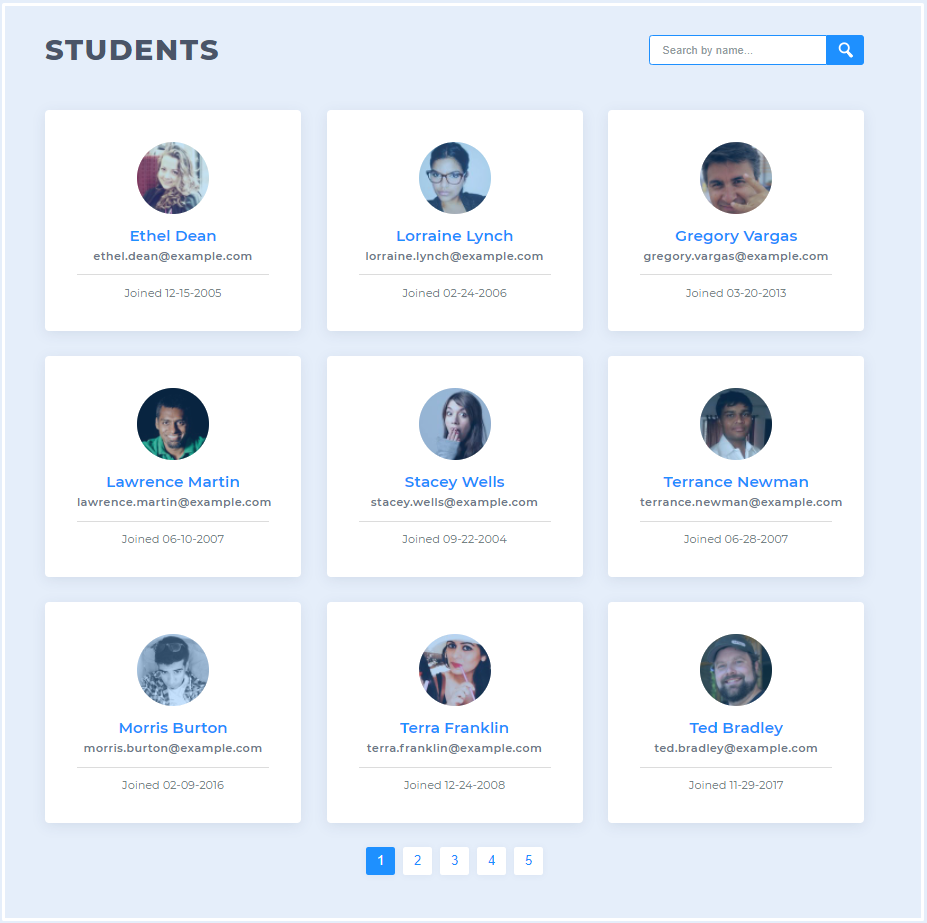 STUDENTS
Search by name...
Ethel Dean
ethel.dean@example.com
Joined 12-15-2005
Lorraine Lynch
lorraine.lynch@example.com
Joined 02-24-2006
Gregory Vargas
gregory.vargas@example.com
Joined 03-20-2013
Lawrence Martin
lawrence.martin@example.com
Joined 06-10-2007
Stacey Wells
stacey.wells@example.com
Joined 09-22-2004
Terrance Newman
terrance.newman@example.com
Joined 06-28-2007
Morris Burton
morris.burton@example.com
Joined 02-09-2016
Terra Franklin
terra.franklin@example.com
Joined 12-24-2008
Ted Bradley
ted.bradley@example.com
Joined 11-29-2017
1 2 3 4 5